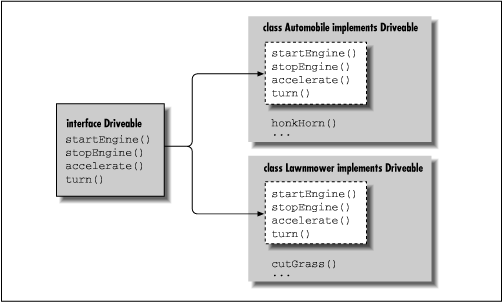 class Automobile implements Driveable
startEngine()
stopEngine()
accelerate()
turn()
honkHorn()
...
interface Driveable
startEngine()
stopEngine()
accelerate()
turn()
class Lawnmower implements Driveable
startEngine()
stopEngine()
accelerate()
turn()
cutGrass()
...